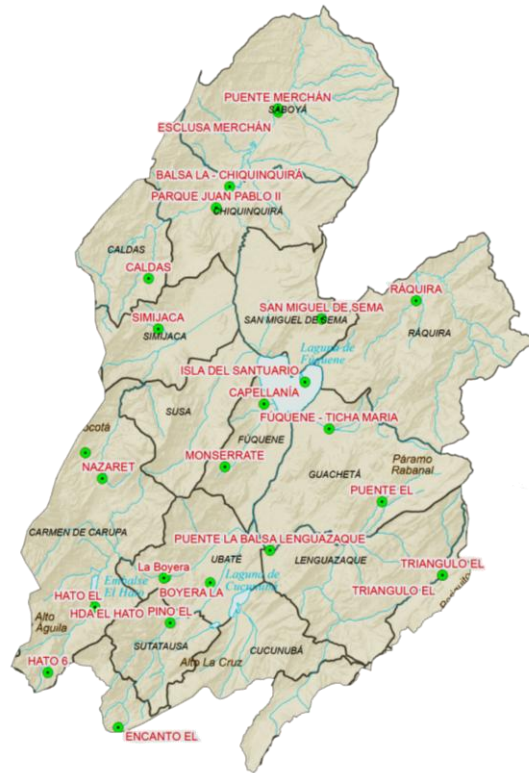 PUENTE MERCHÁN
SABOYÁ
ESCLUSA MERCHÁN
BALSA LA - CHIQUINQUIRÁ
PARQUE JUAN PABLO II
CHIQUINQUIRÁ
CALDAS
CALDAS
RÁQUIRA
SAN MIGUEL DE SEMA
SAN MIGUEL DE SEMA
SIMIJACA
SIMIJACA
RÁQUIRA
Laguna de
Fúquene
ISLA DEL SANTUARIO
CAPELLANÍA
SUSA
FÚQUENE - TICHA MARIA
FÚQUENE
MONSERRATE
NAZARET
GUACHETÁ
Páramo
Rabanal
PUENTE EL
CARMEN DE CARUPA
PUENTE LA BALSA LENGUAZAQUE
UBATÉ
LENGUAZAQUE
La Boyera
TRIANGULO EL
Embalse
El Hato
HATO EL
BOYERA LA
Laguna de
Cucunubá
TRIANGULO EL
HDA EL HATO
PINO EL
Alto
Aguila
SUTATAUSA
CUCUNUBÁ
Alto La Cruz
HATO 6
ENCANTO EL